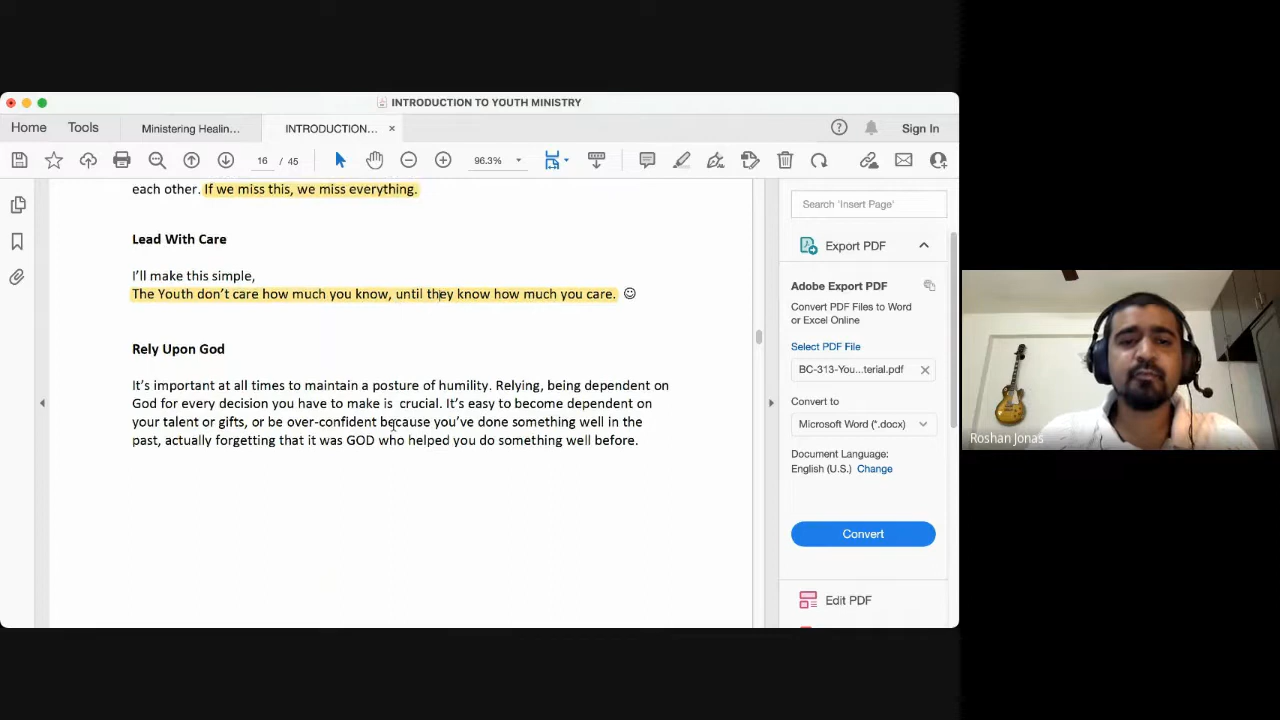 INTRODUCTION TO YOUTH MINISTRY
Home Tools Ministering Healin... INTRODUCTION... × Sign In
16 / 45 96.3%
each other. If we miss this, we miss everything.
Lead With Care
I'll make this simple,
The Youth don't care how much you know, until they know how much you care. ☺
Rely Upon God
It's important at all times to maintain a posture of humility. Relying, being dependent on
God for every decision you have to make is crucial. It's easy to become dependent on
your talent or gifts, or be over-confident because you've done something well in the
past, actually forgetting that it was GOD who helped you do something well before.
Search 'Insert Page'
Export PDF
Adobe Export PDF
Convert PDF Files to Word
or Excel Online
Select PDF File
BC-313-You...terial.pdf
Convert to
Microsoft Word (*.docx)
Document Language:
English (U.S.) Change
Convert
Edit PDF
Roshan Jonas